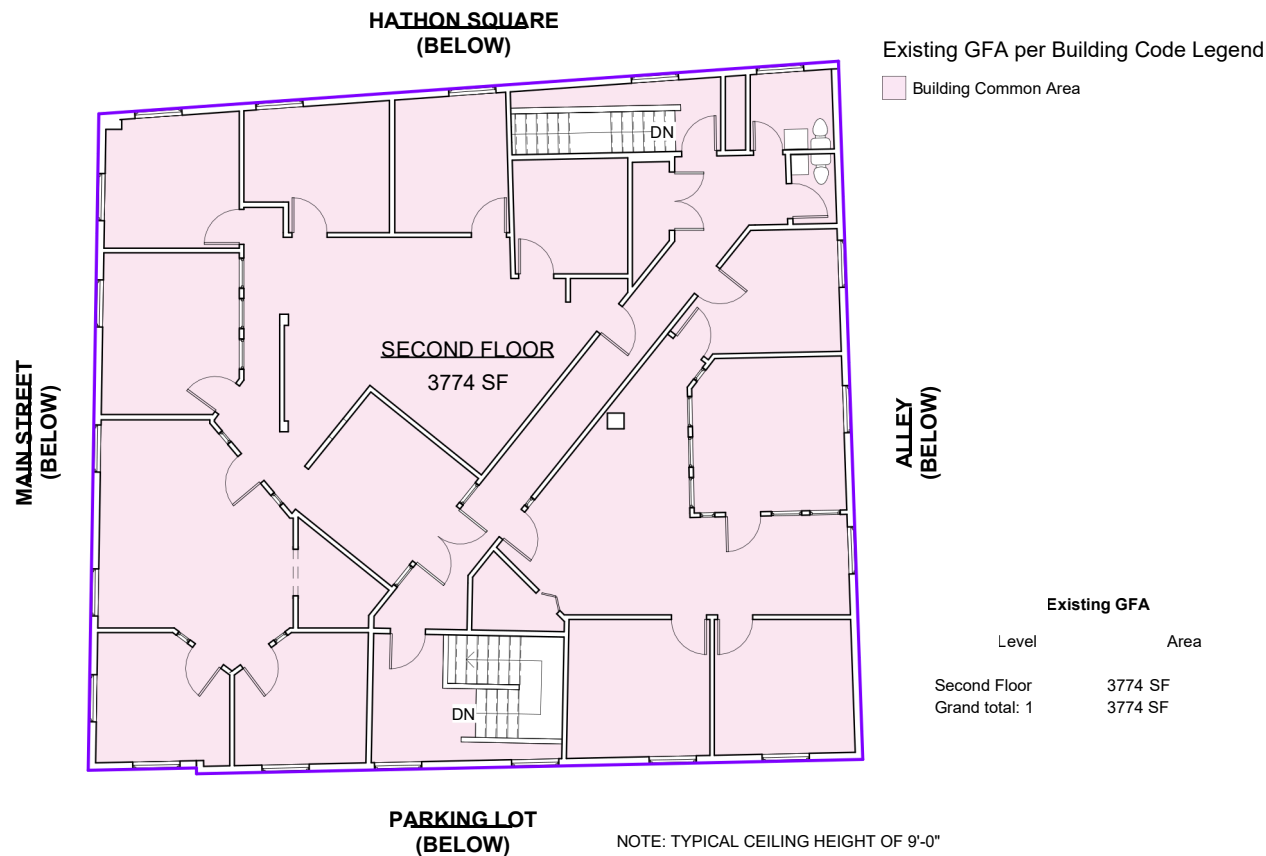 HATHON SQUARE
(BELOW)
Existing GFA per Building Code Legend
Building Common Area
DN
SECOND FLOOR
3774 SF
MAINSTREET
(BELOW)
ALLEY
(BELOW)
Existing GFA
Level Area
Second Floor 3774 SF
Grand total: 1 3774 SF
DN
PARKING LOT
(BELOW)
NOTE: TYPICAL CEILING HEIGHT OF 9'-0"